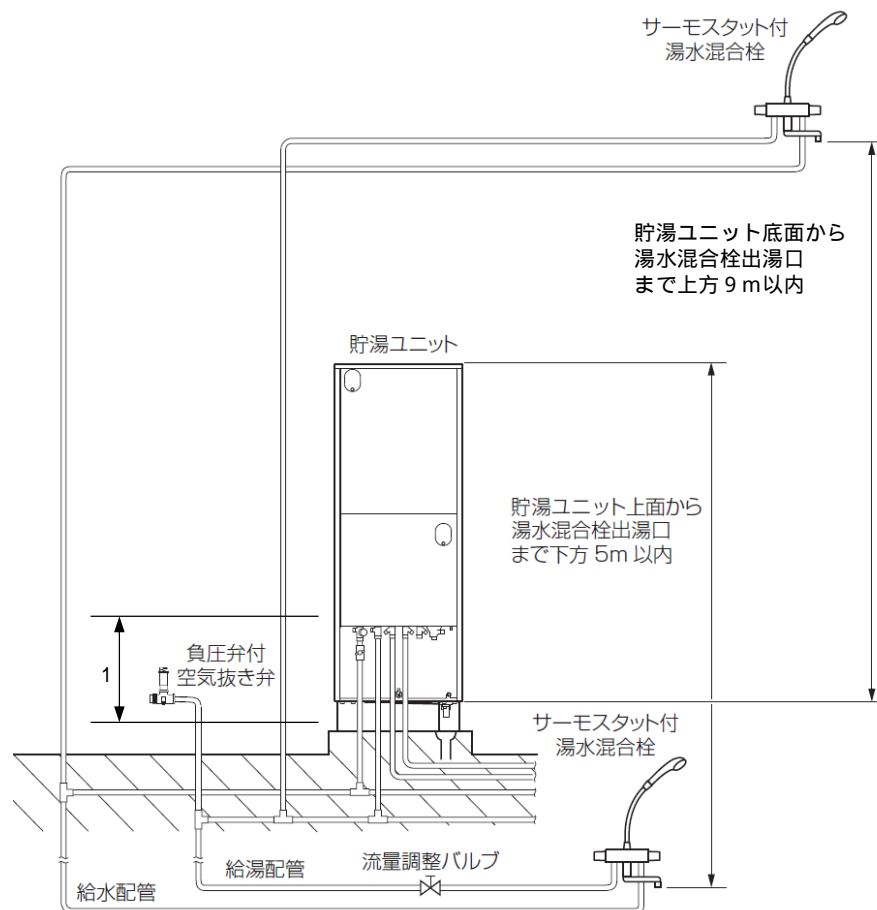 サーモスタット付
湯水混合栓
貯湯ユニット底面から
湯水混合栓出湯口
まで上方9m以内
貯湯ユニット
貯湯ユニット上面から
湯水混合栓出湯口
まで下方 5m 以内
1
負圧弁付
空気抜き弁
サーモスタット付
湯水混合栓
給湯配管
流量調整バルブ
給水配管